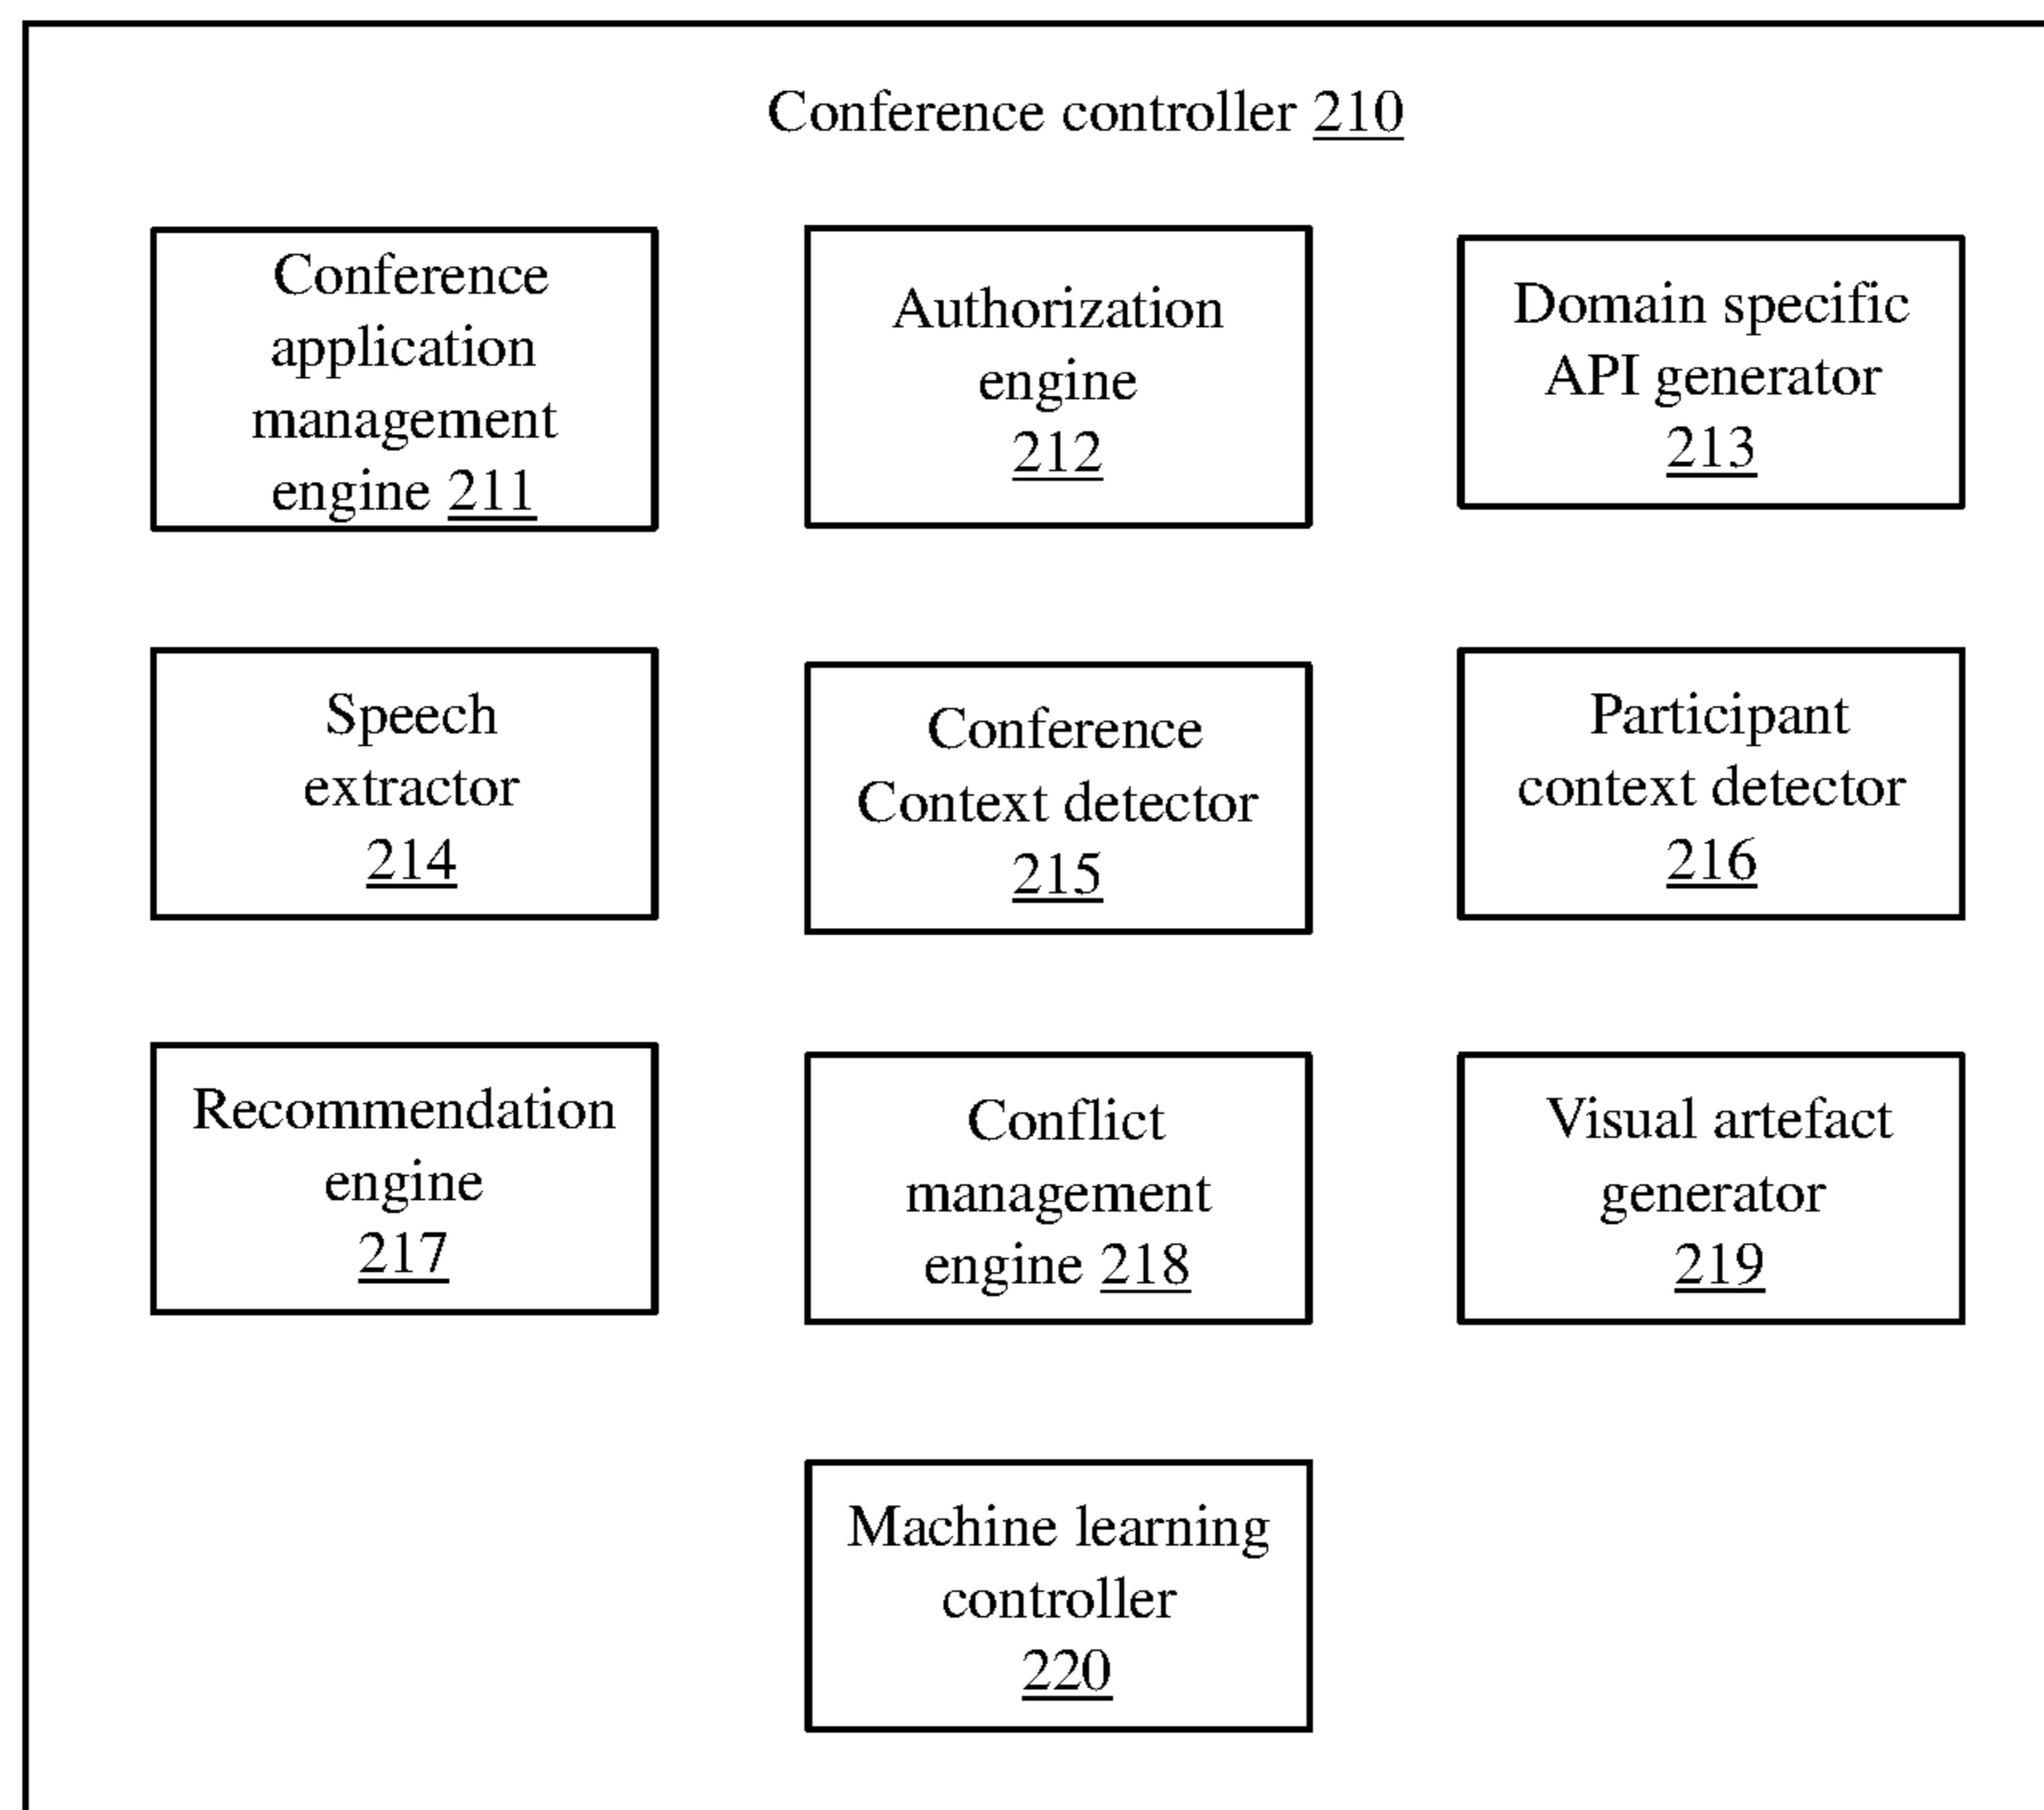 Conference controller 210
Conference
application
management
engine 211
Authorization
engine
212
Domain specific
API generator
213
Speech
extractor
214
Conference
Context detector
215
Participant
context detector
216
Recommendation
engine
217
Conflict
management
engine 218
Visual artefact
generator
219
Machine learning
controller
220